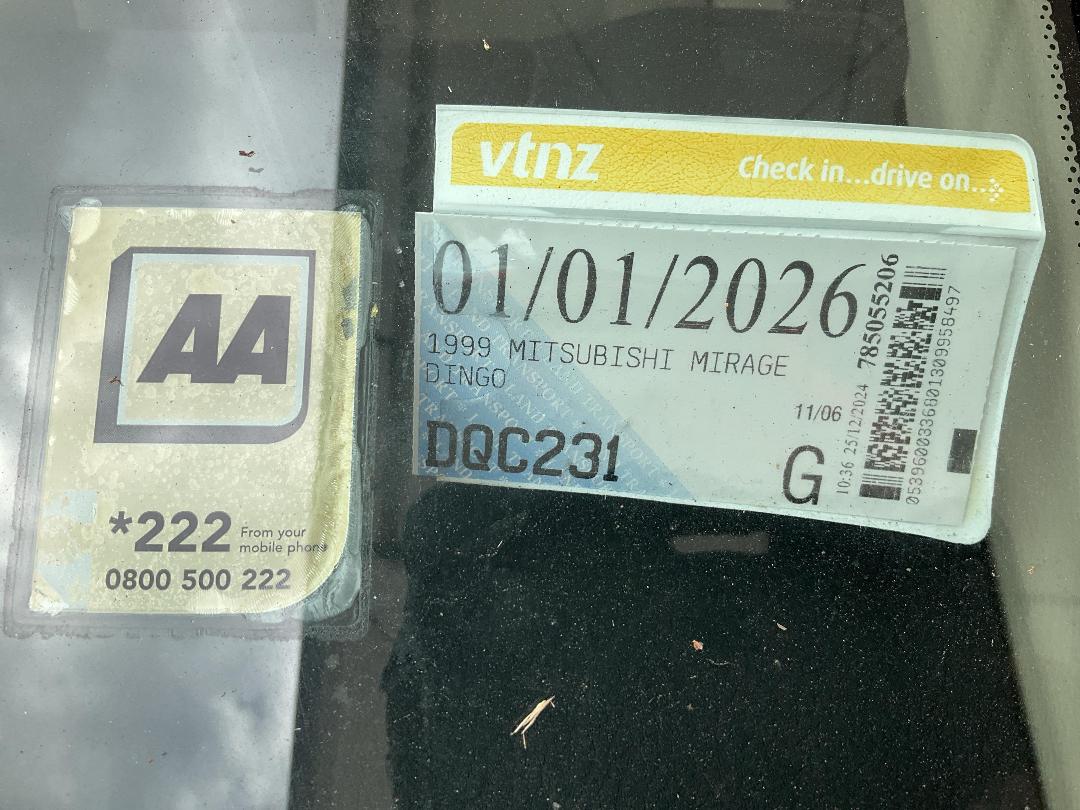 vtnz
Check in...drive on...
01/01/2026
1999 MITSUBISHI MIRAGE
DINGO
DQC231
11/06
G
10:36 25/12/2024 785055206
05396003368013099958497
AA
*222 From your
mobile phone
0800 500 222